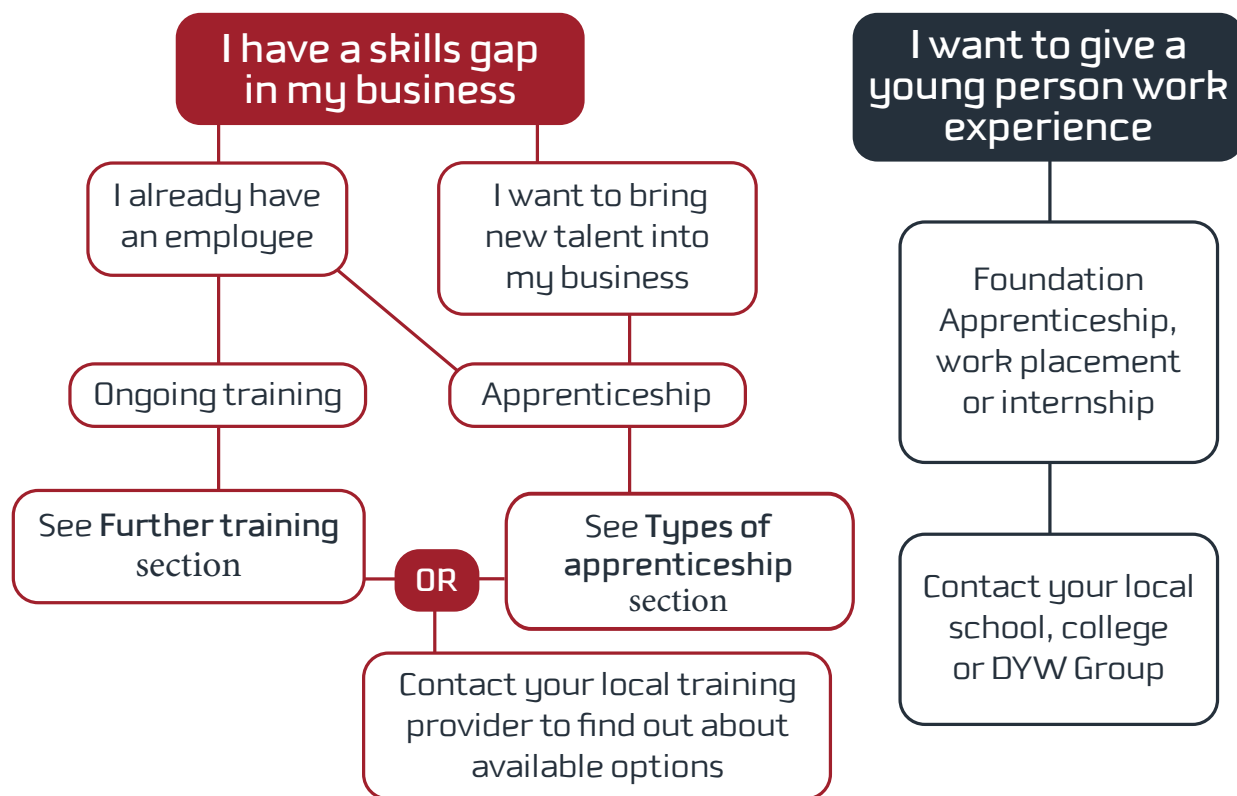 I have a skills gap
in my business
I already have
an employee
I want to bring
new talent into
my business
Ongoing training
Apprenticeship
See Further training
section
OR
See Types of
apprenticeship
section
Contact your local training
provider to find out about
available options
I want to give a
young person work
experience
Foundation
Apprenticeship,
work placement
or internship
Contact your local
school, college
or DYW Group